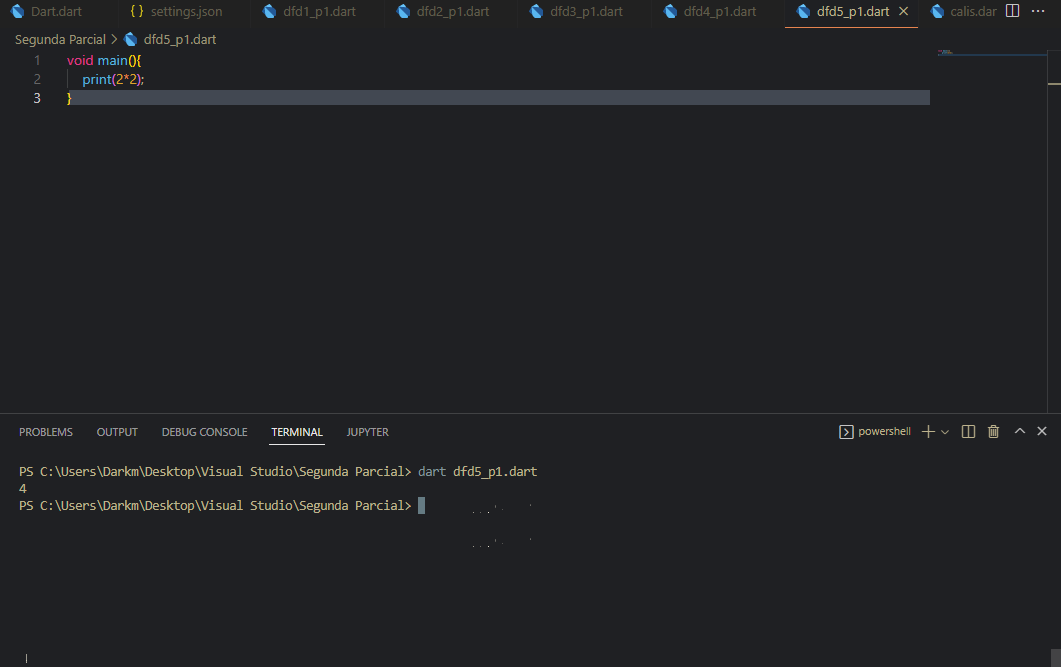 Dart.dart { } settings.json dfd1_p1.dart dfd2_p1.dart dfd3_p1.dart dfd4_p1.dart dfd5_p1.dart calis.dar
Segunda Parcial > dfd5_p1.dart
1 void main(){
2 print(2*2);
3 }
PROBLEMS OUTPUT DEBUG CONSOLE TERMINAL JUPYTER powershell
PS C:\Users\Darkm\Desktop\Visual Studio\Segunda Parcial> dart dfd5_p1.dart
4
PS C:\Users\Darkm\Desktop\Visual Studio\Segunda Parcial>